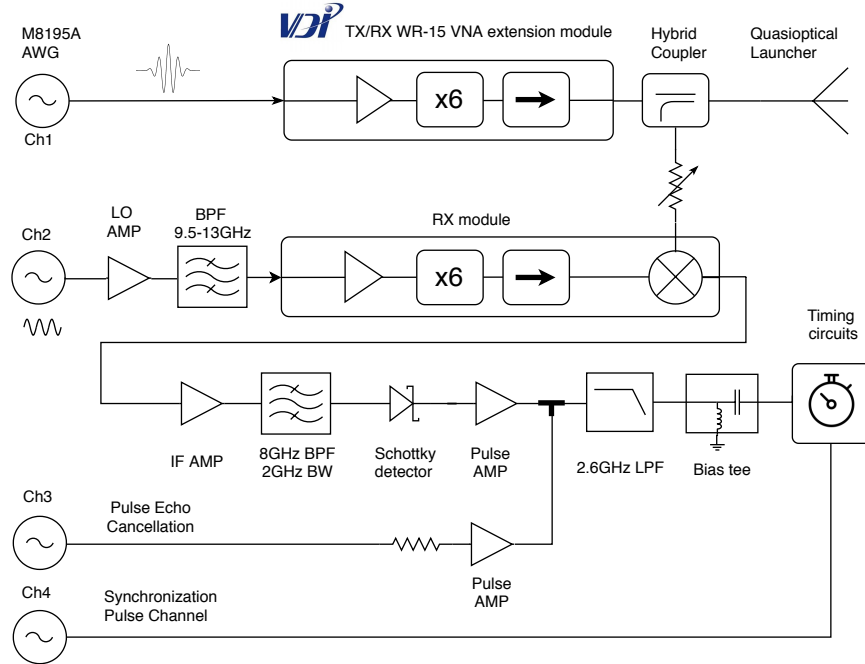 M8195A
AWG
VDi
TX/RX WR-15 VNA extension module
Hybrid
Coupler
Quasioptical
Launcher
x6
Ch1
Ch2
LO
AMP
BPF
9.5-13GHz
RX module
x6
Timing
circuits
IF AMP
8GHz BPF
2GHz BW
Schottky
detector
Pulse
AMP
2.6GHz LPF
Bias tee
Ch3
Pulse Echo
Cancellation
Pulse
AMP
Ch4
Synchronization
Pulse Channel